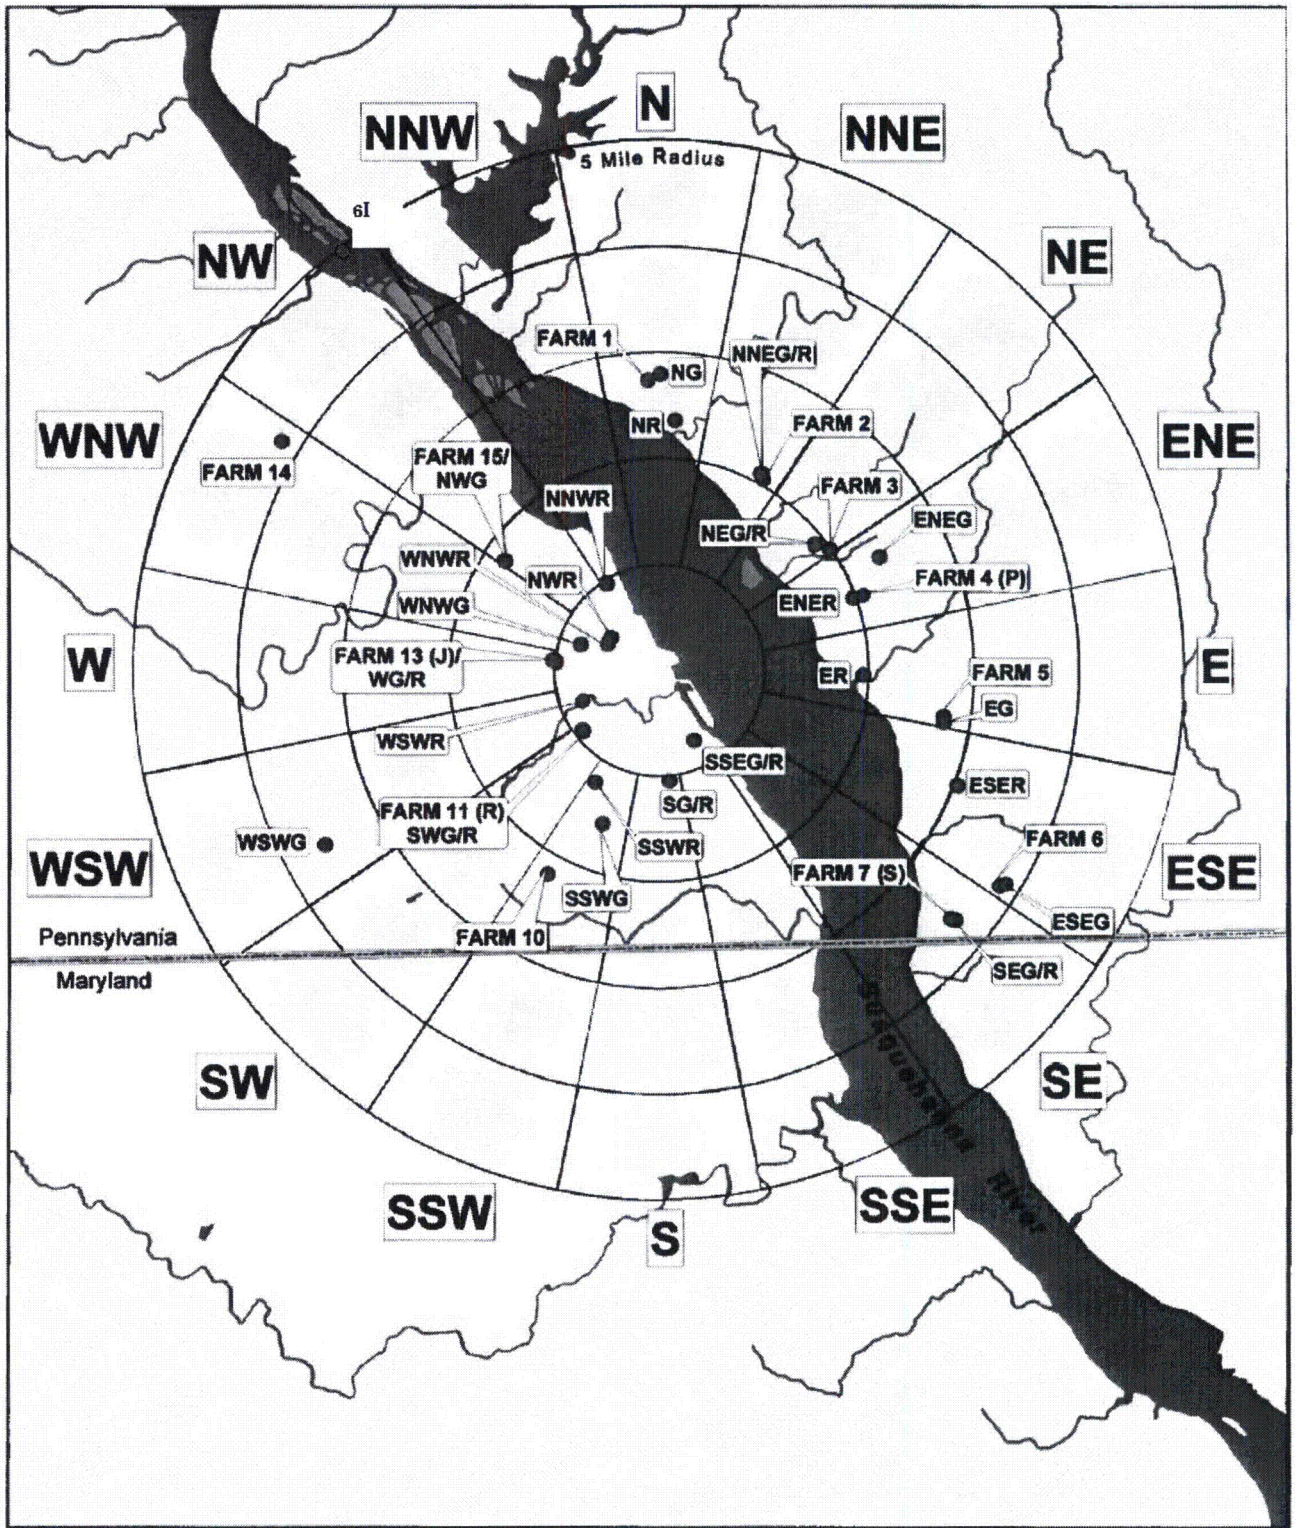 N
NNW
NNE
5 Mile Radius
6I
NW
NE
FARM 1
NNEG/R
NG
NR
FARM 2
WNW
ENE
FARM 15/
NWG
FARM 14
FARM 3
NNWR
ENEG
NEG/R
WNWR
NWR
FARM 4 (P)
WNWG
ENER
W
FARM 13 (J)/
WG/R
E
ER
FARM 5
EG
WSWR
SSEG/R
ESER
SG/R
FARM 11 (R)
SWG/R
WSWG
SSWR
FARM 6
WSW
FARM 7 (S)
ESE
SSWG
ESEG
Pennsylvania
FARM 10
SEG/R
Maryland
Susquehanna River
SW
SE
SSW
SSE
S